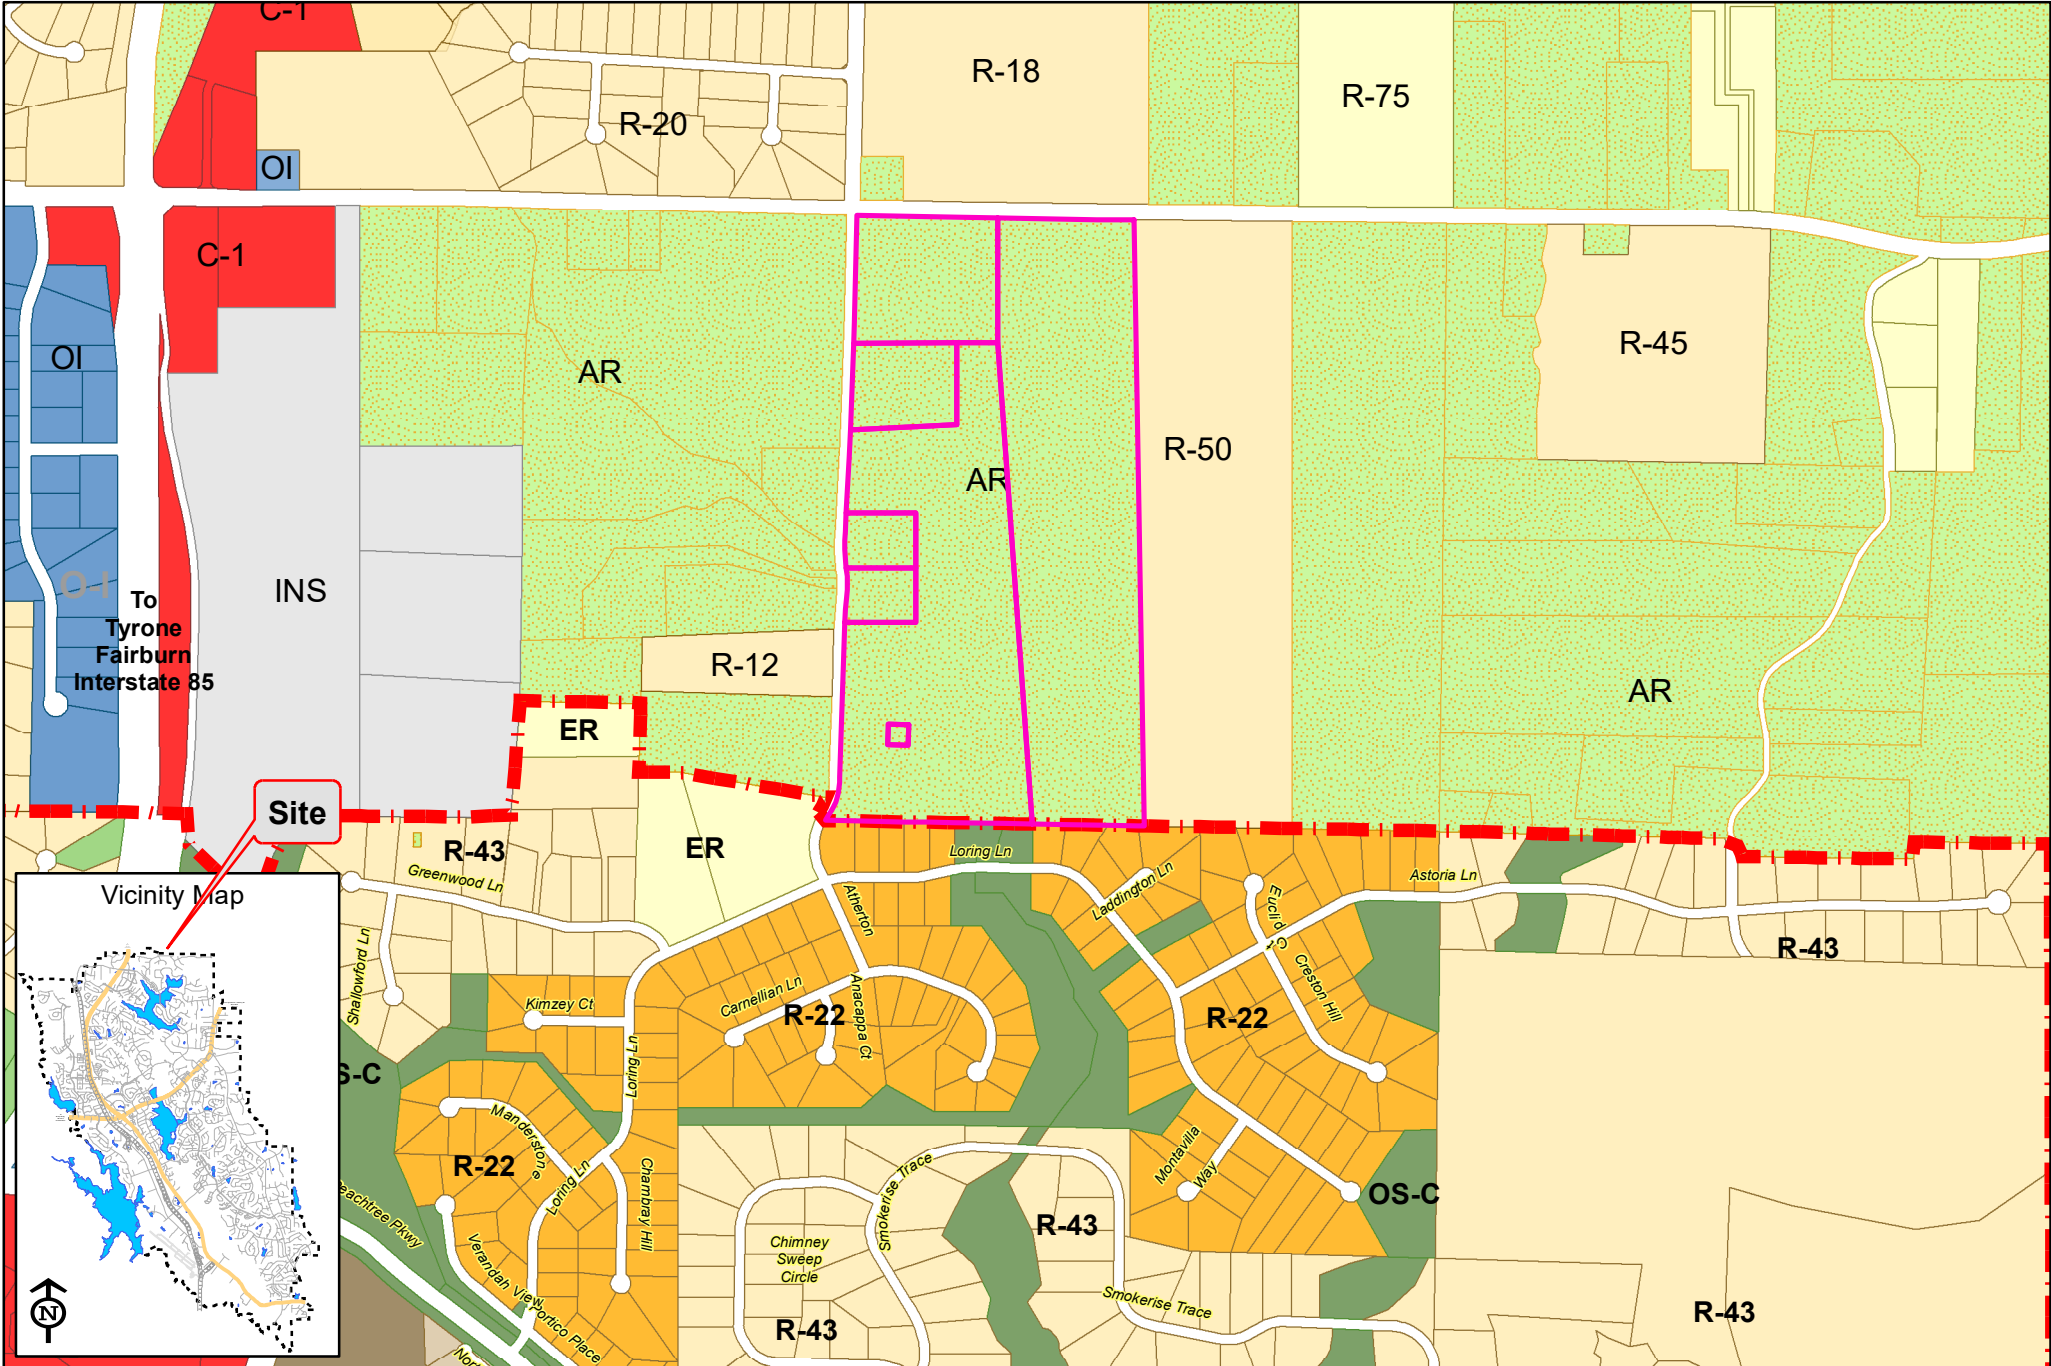 C-1
R-18
R-75
R-20
OI
C-1
OI
AR
R-45
R-50
AR
O-I
INS
To
Tyrone
Fairburn
Interstate 85
R-12
AR
ER
Site
R-43
ER
Greenwood Ln
Loring Ln
Laddington Ln
Astoria Ln
Atherton
Euclid Ct
Vicinity Map
Shallowford Ln
R-43
Creston Hill
Kimzey Ct
Carnellian Ln
Anacappa Ct
R-22
R-22
Loring Ln
S-C
Manderstone
R-22
Loring Ln
Chambray Hill
Montavilla
Way
OS-C
Peachtree Pkwy
Smokerise Trace
R-43
Chimney
Sweep
Circle
Verandah View
Portico Place
Smokerise Trace
R-43
R-43
N